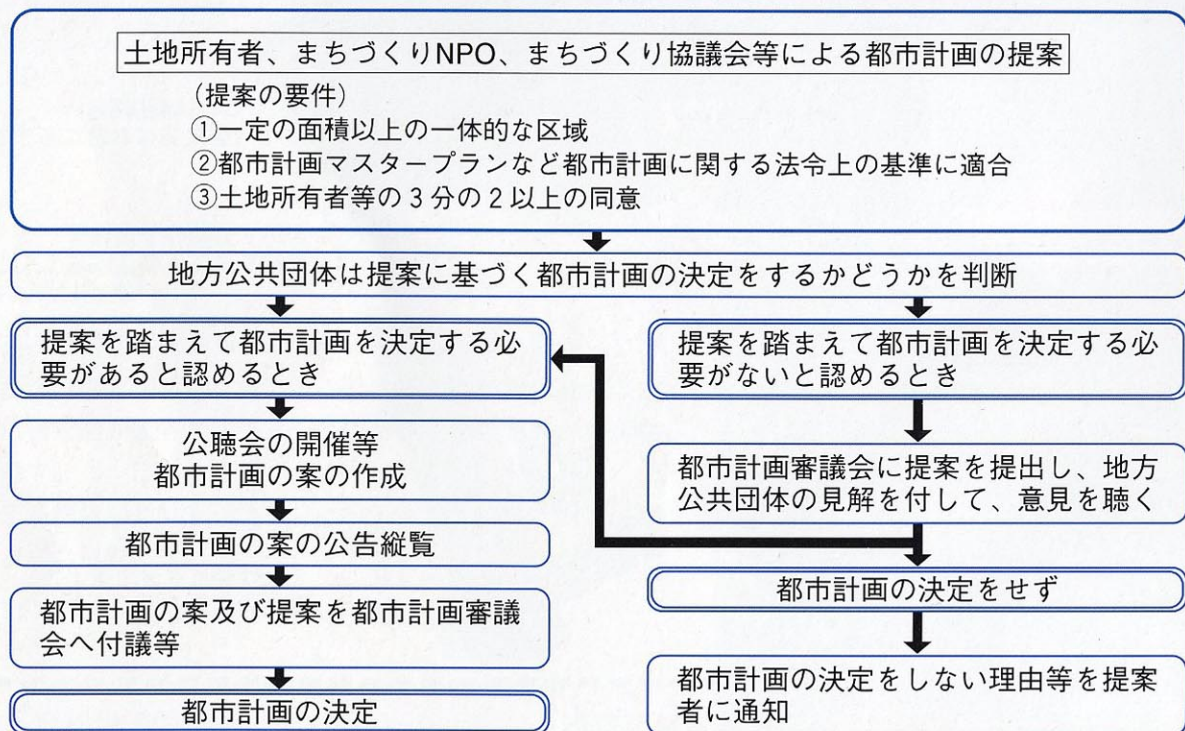 土地所有者、まちづくりNPO、まちづくり協議会等による都市計画の提案
(提案の要件)
①一定の面積以上の一体的な区域
②都市計画マスタープランなど都市計画に関する法令上の基準に適合
③土地所有者等の3分の2以上の同意
地方公共団体は提案に基づく都市計画の決定をするかどうかを判断
提案を踏まえて都市計画を決定する必
要があると認めるとき
公聴会の開催等
都市計画の案の作成
都市計画の案の公告縦覧
都市計画の案及び提案を都市計画審議
会へ付議等
都市計画の決定
提案を踏まえて都市計画を決定する必
要がないと認めるとき
都市計画審議会に提案を提出し、地方
公共団体の見解を付して、意見を聴く
都市計画の決定をせず
都市計画の決定をしない理由等を提案
者に通知